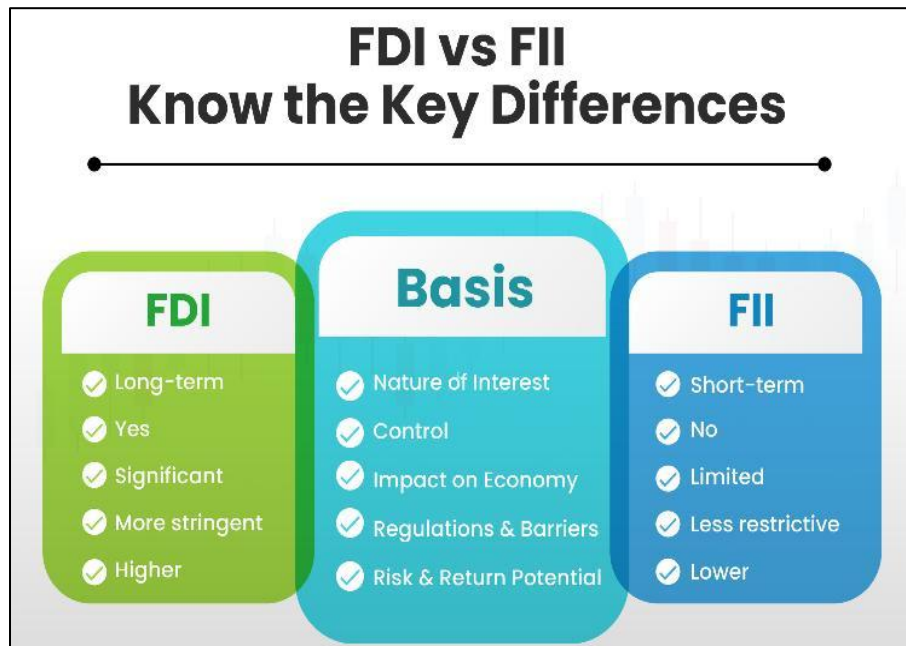 FDI vs FII
Know the Key Differences
FDI
Long-term
Yes
Significant
More stringent
Higher
Basis
Nature of Interest
Control
Impact on Economy
Regulations & Barriers
Risk & Return Potential
FII
Short-term
No
Limited
Less restrictive
Lower